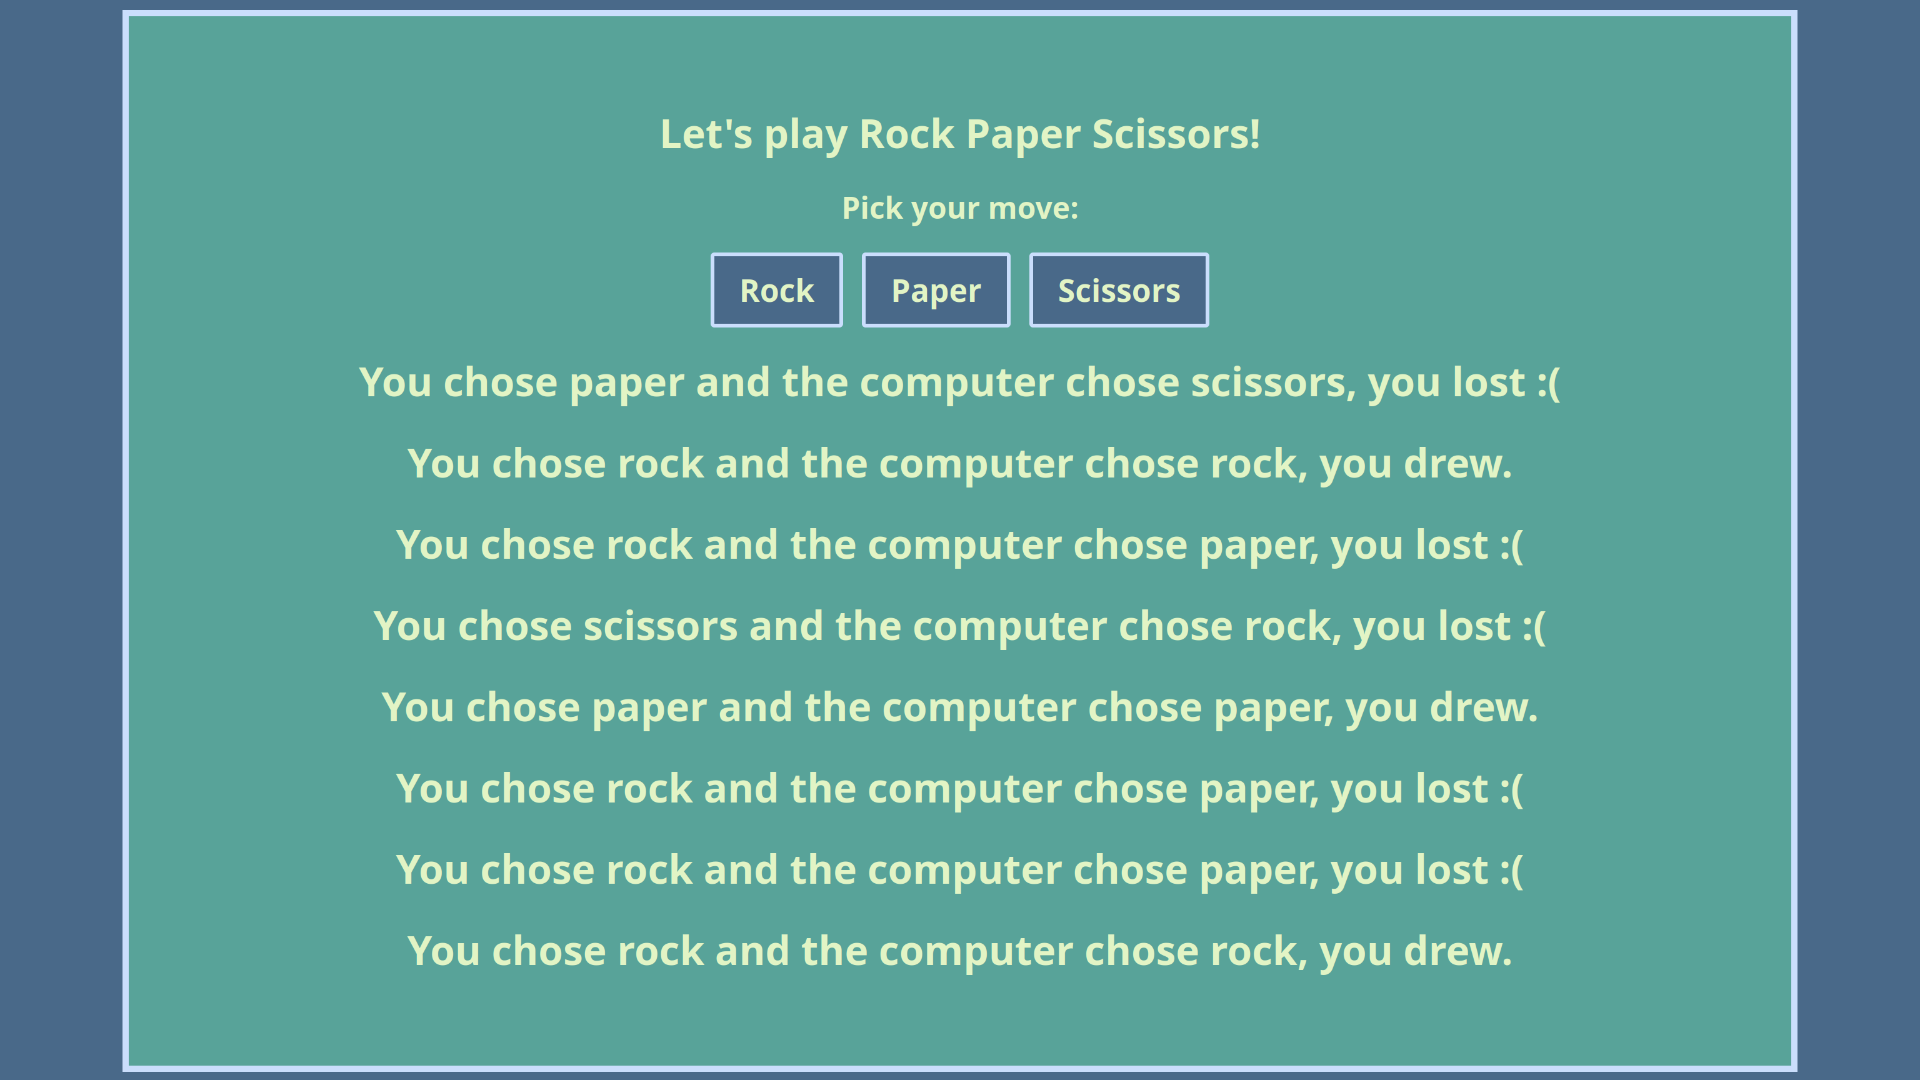 Let's play Rock Paper Scissors!
Pick your move:
Rock Paper Scissors
You chose paper and the computer chose scissors, you lost :(
You chose rock and the computer chose rock, you drew.
You chose rock and the computer chose paper, you lost :(
You chose scissors and the computer chose rock, you lost :(
You chose paper and the computer chose paper, you drew.
You chose rock and the computer chose paper, you lost :(
You chose rock and the computer chose paper, you lost :(
You chose rock and the computer chose rock, you drew.